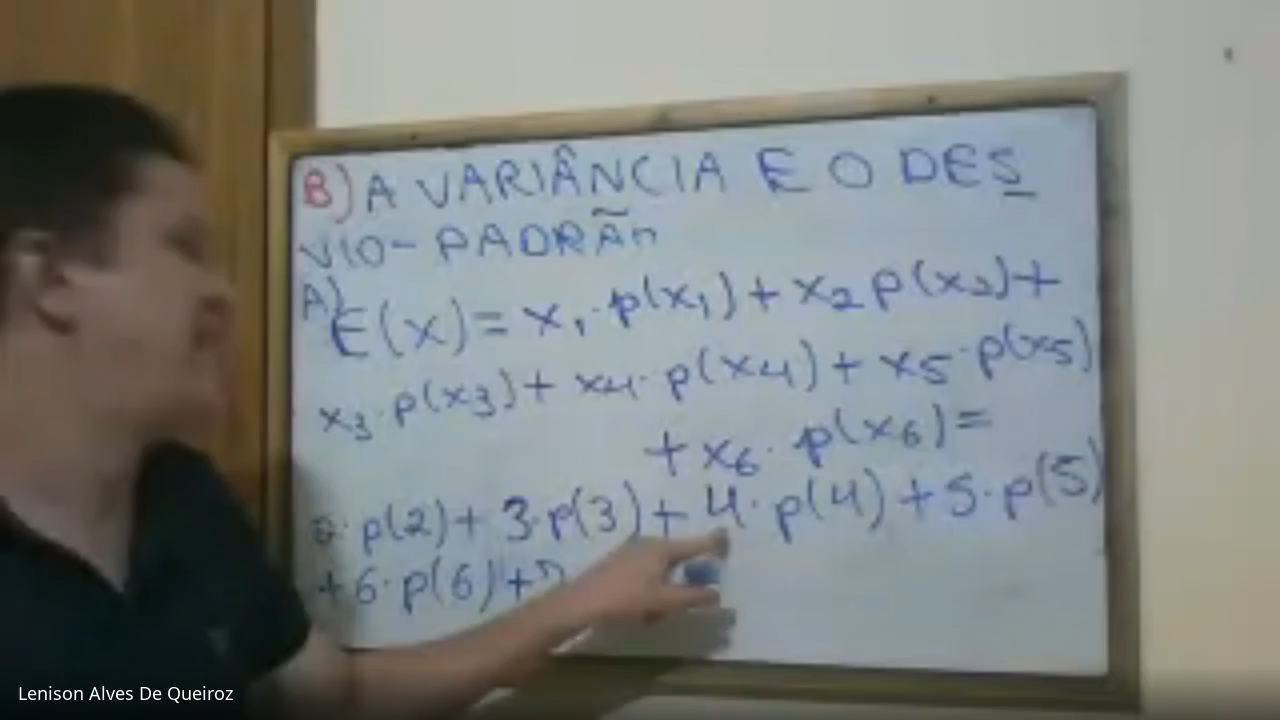 B) A VARIÂNCIA E O DES
VIO-PADRÃO
A) E(x) = x₁· p(x₁) + x₂ p(x₂) +
x₃· p(x₃) + x₄· p(x₄) + x₅· p(x₅)
+ x₆· p(x₆) =
2· p(2) + 3· p(3) + 4· p(4) + 5· p(5)
+ 6· p(6) + 7
Lenison Alves De Queiroz